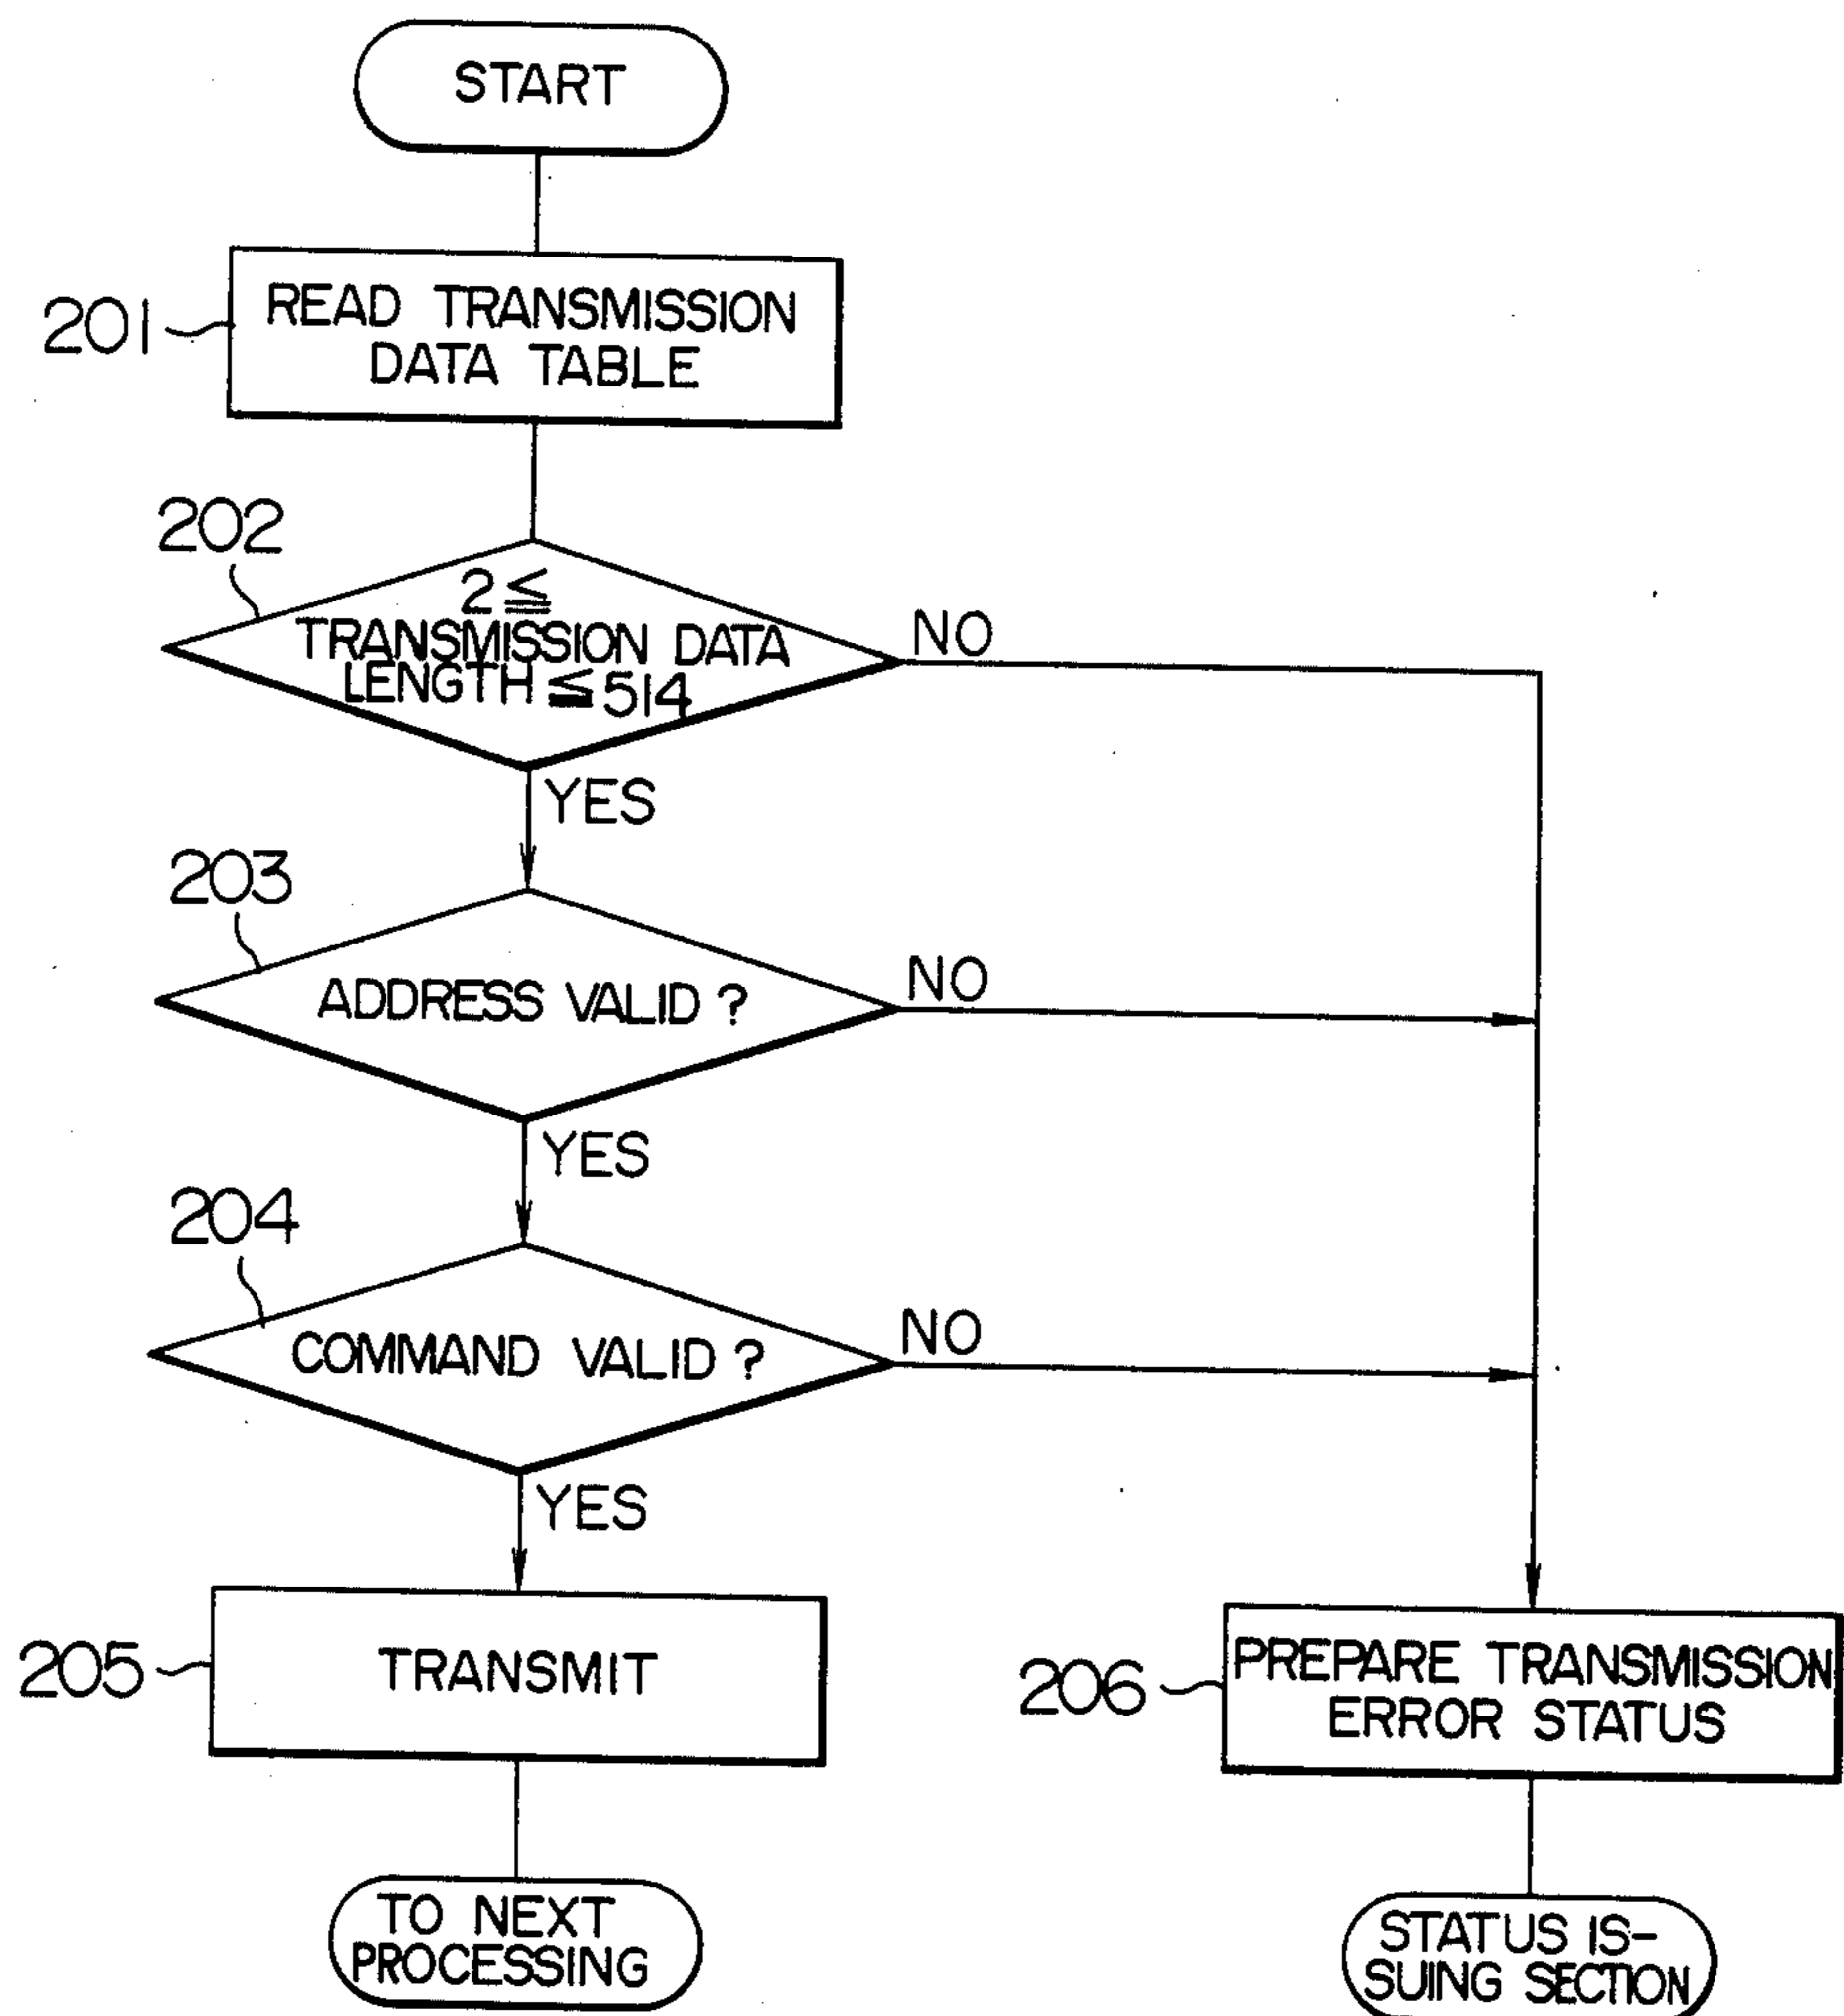 START
201
READ TRANSMISSION
DATA TABLE
202
2 ≦
TRANSMISSION DATA
LENGTH ≦ 514
NO
YES
203
ADDRESS VALID ?
NO
YES
204
COMMAND VALID ?
NO
YES
205
TRANSMIT
206
PREPARE TRANSMISSION
ERROR STATUS
TO NEXT
PROCESSING
STATUS IS-
SUING SECTION